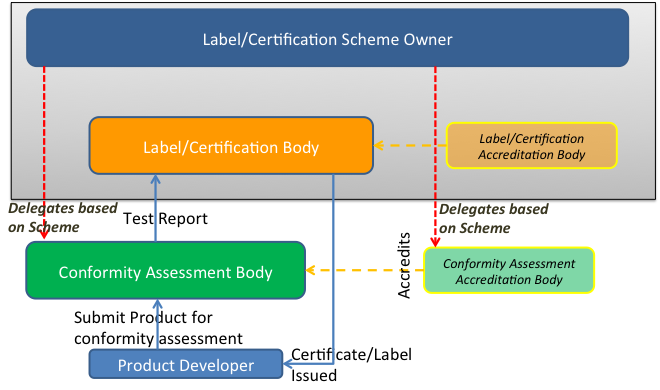 Label/Certification Scheme Owner
Label/Certification Body
Label/Certification
Accreditation Body
Delegates based
on Scheme
Test Report
Delegates based
on Scheme
Conformity Assessment Body
Accredits
Conformity Assessment
Accreditation Body
Submit Product for
conformity assessment
Product Developer
Certificate/Label
Issued